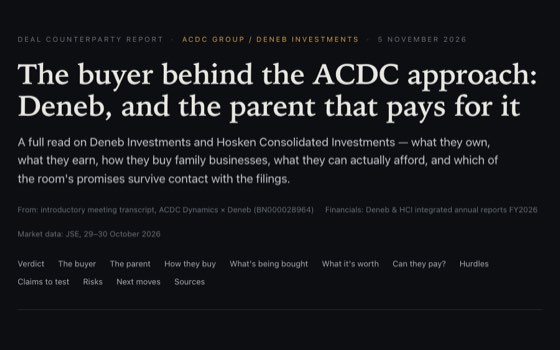 DEAL COUNTERPARTY REPORT · ACDC GROUP / DENEB INVESTMENTS · 5 NOVEMBER 2026
The buyer behind the ACDC approach:
Deneb, and the parent that pays for it
A full read on Deneb Investments and Hosken Consolidated Investments — what they own,
what they earn, how they buy family businesses, what they can actually afford, and which of
the room's promises survive contact with the filings.
From: introductory meeting transcript, ACDC Dynamics × Deneb (BN000028964) Financials: Deneb & HCI integrated annual reports FY2026
Market data: JSE, 29–30 October 2026
Verdict The buyer The parent How they buy What's being bought What it's worth Can they pay? Hurdles
Claims to test Risks Next moves Sources